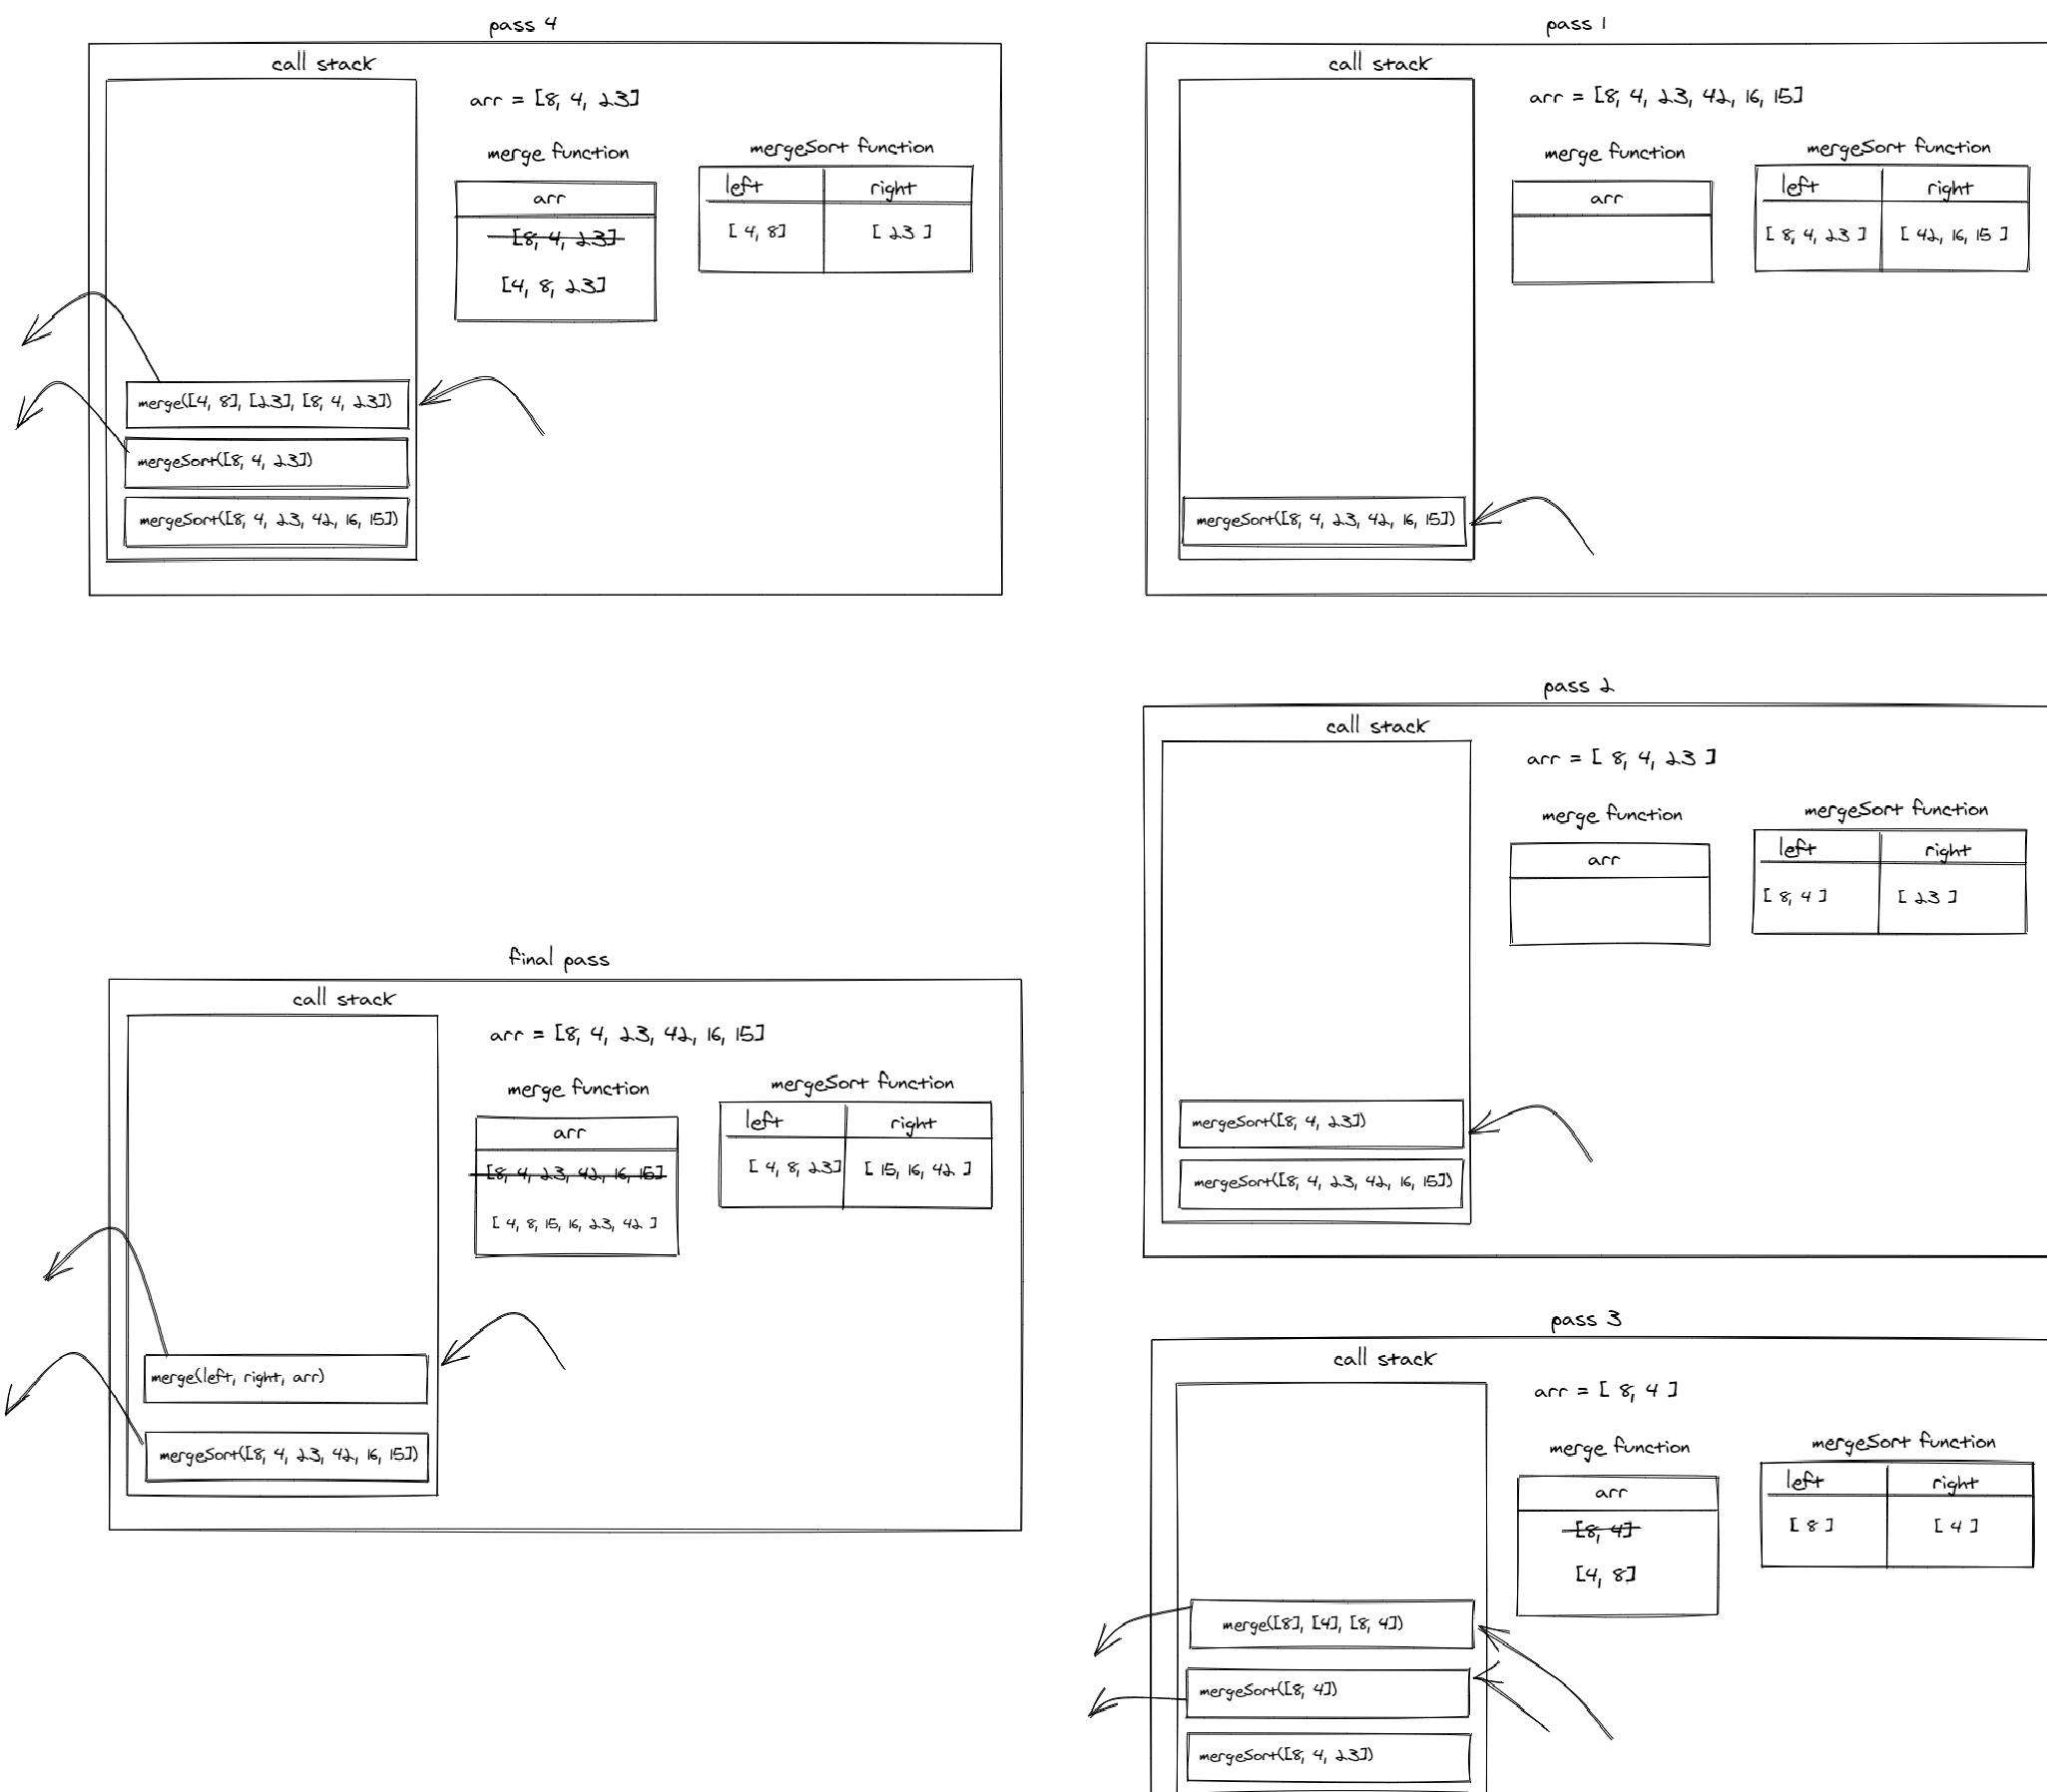 pass 4
call stack
arr = [8, 4, 23]
merge function
mergeSort function
arr
left
right
[8, 4, 23]
[ 4, 8]
[ 23 ]
[4, 8, 23]
merge([4, 8], [23], [8, 4, 23])
mergeSort([8, 4, 23])
mergeSort([8, 4, 23, 42, 16, 15])
pass 1
call stack
arr = [8, 4, 23, 42, 16, 15]
merge function
mergeSort function
arr
left
right
[ 8, 4, 23 ]
[ 42, 16, 15 ]
mergeSort([8, 4, 23, 42, 16, 15])
pass 2
call stack
arr = [ 8, 4, 23 ]
merge function
mergeSort function
arr
left
right
[ 8, 4 ]
[ 23 ]
mergeSort([8, 4, 23])
mergeSort([8, 4, 23, 42, 16, 15])
final pass
call stack
arr = [8, 4, 23, 42, 16, 15]
merge function
mergeSort function
arr
left
right
[8, 4, 23, 42, 16, 15]
[ 4, 8, 23]
[ 15, 16, 42 ]
[ 4, 8, 15, 16, 23, 42 ]
merge(left, right, arr)
mergeSort([8, 4, 23, 42, 16, 15])
pass 3
call stack
arr = [ 8, 4 ]
merge function
mergeSort function
arr
left
right
[8, 4]
[ 8 ]
[ 4 ]
[4, 8]
merge([8], [4], [8, 4])
mergeSort([8, 4])
mergeSort([8, 4, 23])